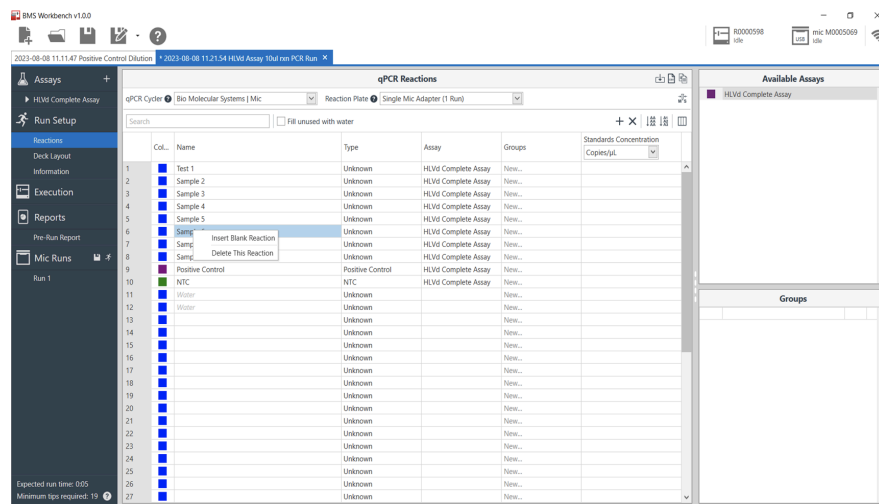 BMS Workbench v1.0.0
R0000598
idle
USB
mic M0005069
idle
2023-08-08 11.11.47 Positive Control Dilution
* 2023-08-08 11.21.54 HLVd Assay 10ul rxn PCR Run ×
Assays +
HLVd Complete Assay
Run Setup
Reactions
Deck Layout
Information
Execution
Reports
Pre-Run Report
Mic Runs
Run 1
Expected run time: 0:05
Minimum tips required: 19
qPCR Reactions
qPCR Cycler Bio Molecular Systems | Mic Reaction Plate Single Mic Adapter (1 Run)
Search Fill unused with water
Col... Name Type Assay Groups Standards Concentration
Copies/µL
1 Test 1 Unknown HLVd Complete Assay New...
2 Sample 2 Unknown HLVd Complete Assay New...
3 Sample 3 Unknown HLVd Complete Assay New...
4 Sample 4 Unknown HLVd Complete Assay New...
5 Sample 5 Unknown HLVd Complete Assay New...
6 Unknown HLVd Complete Assay New...
Insert Blank Reaction
7 Samp Unknown HLVd Complete Assay New...
Delete This Reaction
8 Samp Unknown HLVd Complete Assay New...
9 Positive Control Positive Control HLVd Complete Assay New...
10 NTC NTC HLVd Complete Assay New...
11 Water Unknown New...
12 Water Unknown New...
13 Unknown New...
14 Unknown New...
15 Unknown New...
16 Unknown New...
17 Unknown New...
18 Unknown New...
19 Unknown New...
20 Unknown New...
21 Unknown New...
22 Unknown New...
23 Unknown New...
24 Unknown New...
25 Unknown New...
26 Unknown New...
27 Unknown New...
Available Assays
HLVd Complete Assay
Groups